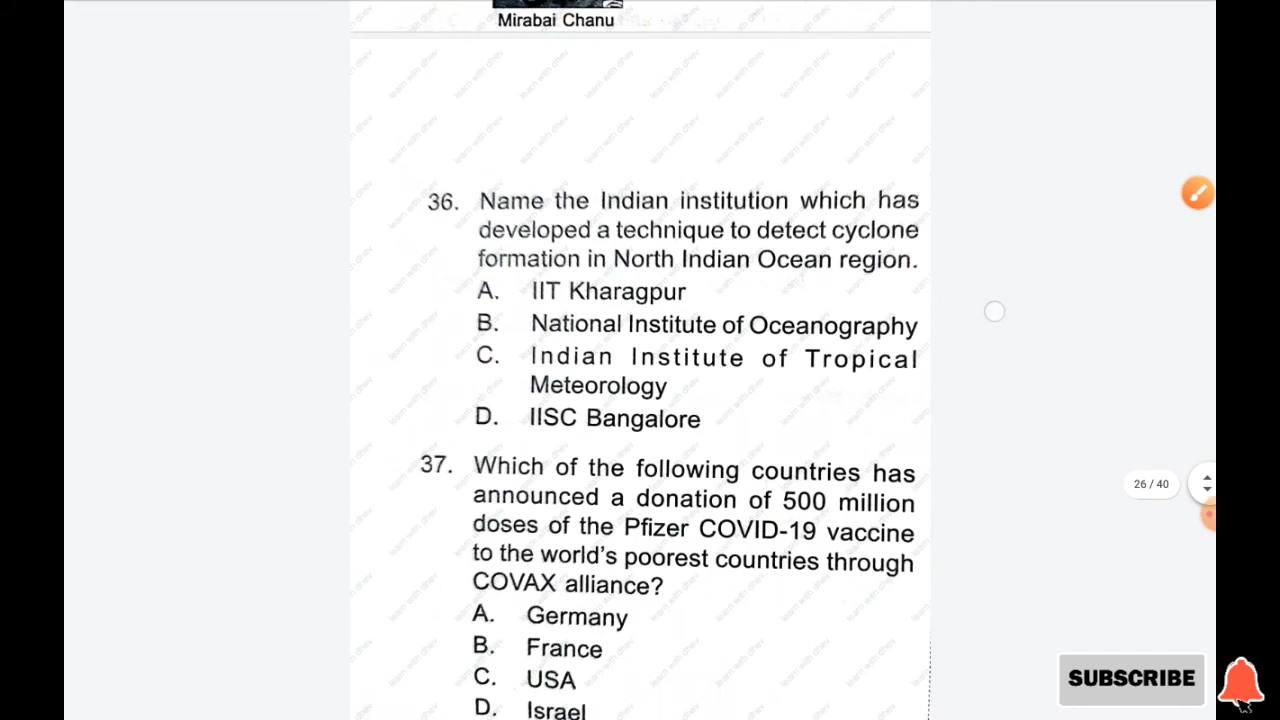 Mirabai Chanu
36. Name the Indian institution which has
developed a technique to detect cyclone
formation in North Indian Ocean region.
A. IIT Kharagpur
B. National Institute of Oceanography
C. Indian Institute of Tropical
Meteorology
D. IISC Bangalore
37. Which of the following countries has
announced a donation of 500 million
doses of the Pfizer COVID-19 vaccine
to the world's poorest countries through
COVAX alliance?
A. Germany
B. France
C. USA
D. Israel
26 / 40
SUBSCRIBE
learn with dhev